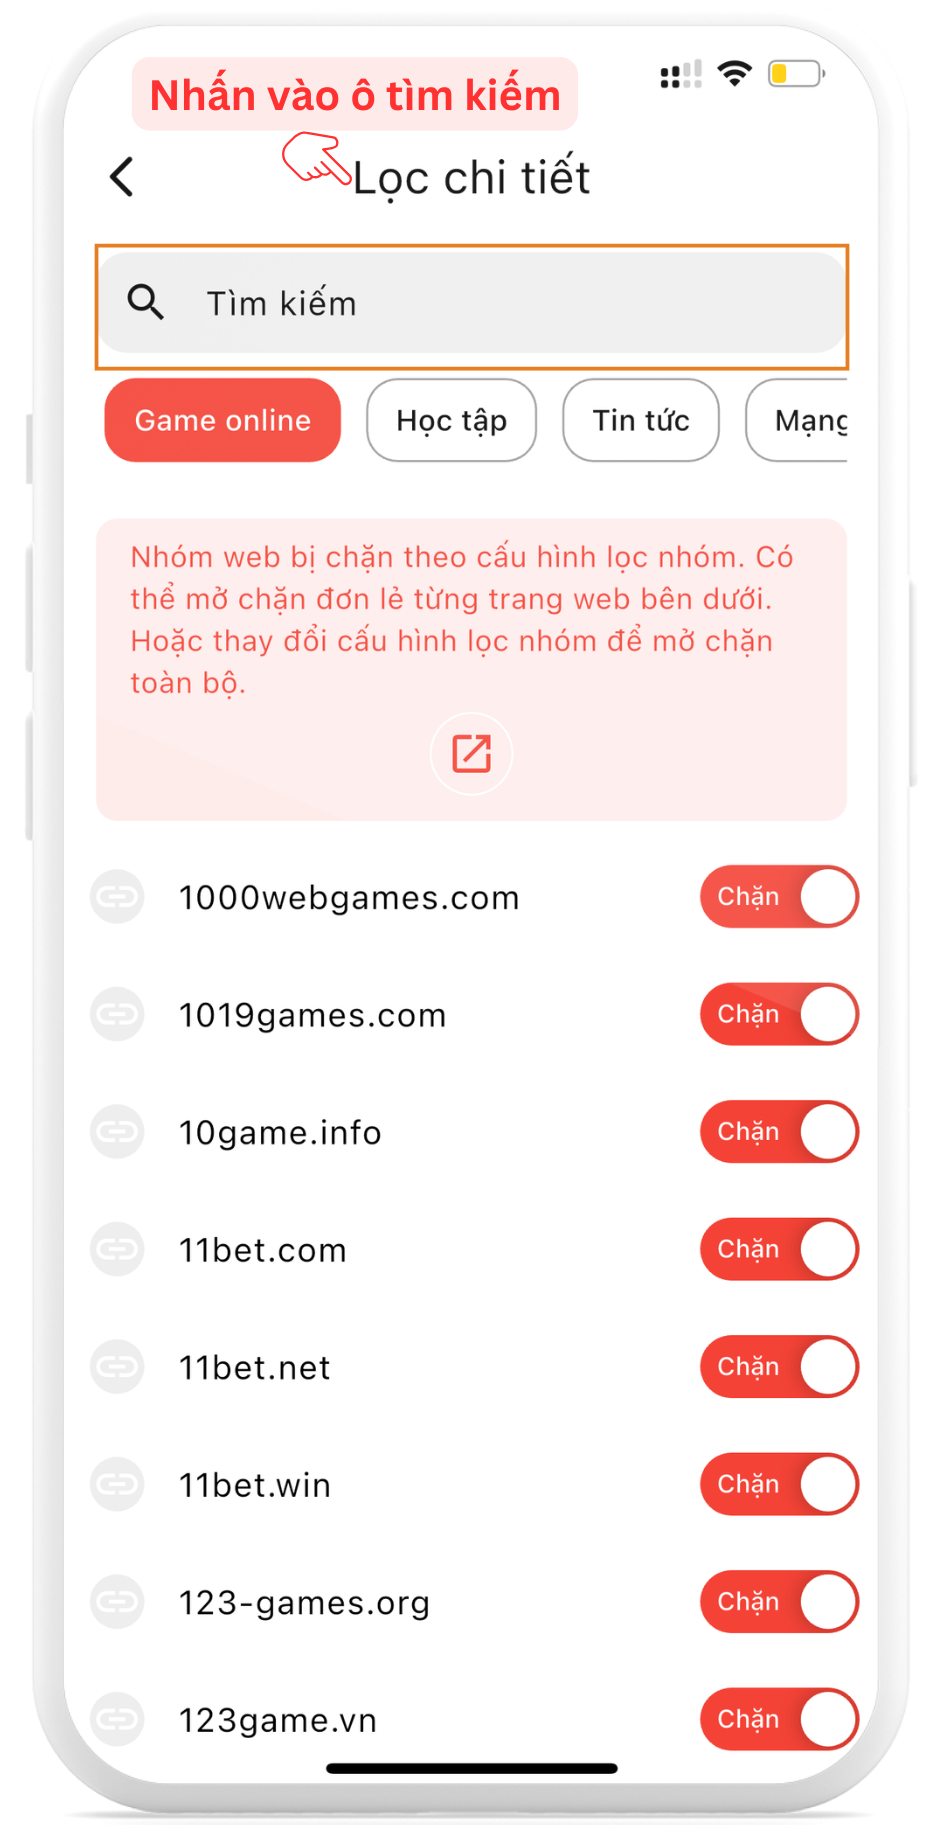 Nhấn vào ô tìm kiếm
Lọc chi tiết
Tìm kiếm
Game online
Học tập
Tin tức
Mạng
Nhóm web bị chặn theo cấu hình lọc nhóm. Có
thể mở chặn đơn lẻ từng trang web bên dưới.
Hoặc thay đổi cấu hình lọc nhóm để mở chặn
toàn bộ.
1000webgames.com Chặn
1019games.com Chặn
10game.info Chặn
11bet.com Chặn
11bet.net Chặn
11bet.win Chặn
123-games.org Chặn
123game.vn Chặn